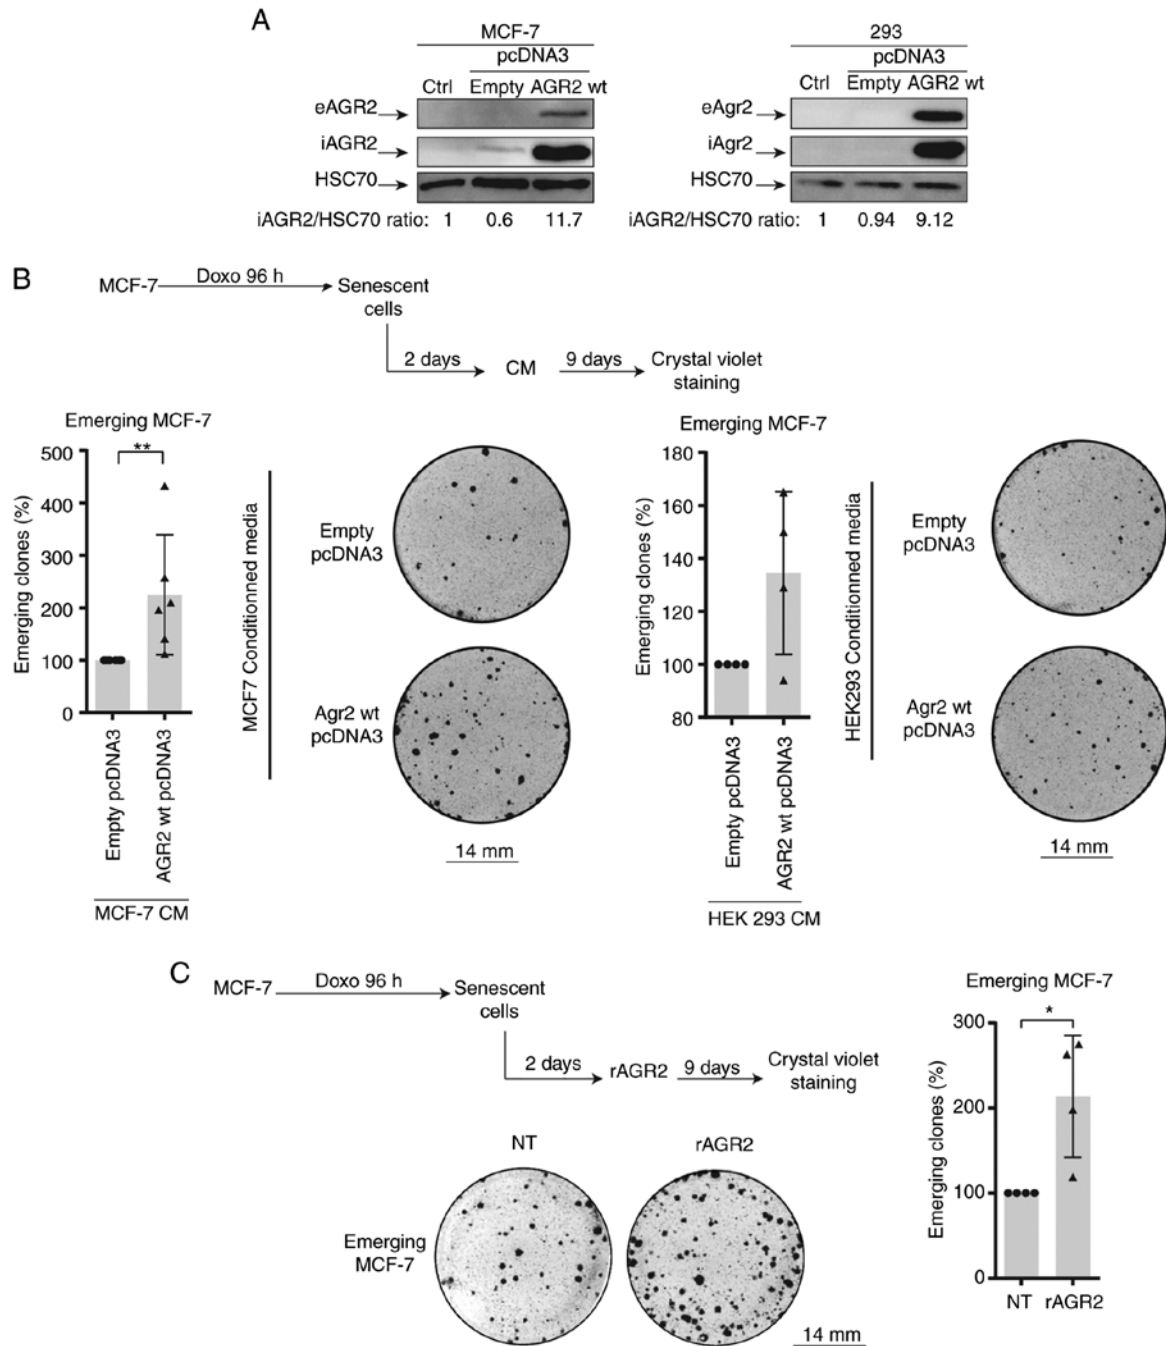 A
MCF-7
pcDNA3
Ctrl Empty AGR2 wt
eAGR2
iAGR2
HSC70
iAGR2/HSC70 ratio: 1 0.6 11.7
293
pcDNA3
Ctrl Empty AGR2 wt
eAgr2
iAgr2
HSC70
iAGR2/HSC70 ratio: 1 0.94 9.12
B
MCF-7 Doxo 96 h Senescent
cells
2 days CM 9 days Crystal violet
staining
Emerging MCF-7
**
Emerging clones (%)
500
400
300
200
100
0
Empty pcDNA3
AGR2 wt pcDNA3
MCF-7 CM
MCF7 Conditionned media
Empty
pcDNA3
Agr2 wt
pcDNA3
14 mm
Emerging MCF-7
Emerging clones (%)
180
160
140
120
100
80
Empty pcDNA3
AGR2 wt pcDNA3
HEK 293 CM
HEK293 Conditionned media
Empty
pcDNA3
Agr2 wt
pcDNA3
14 mm
C
MCF-7 Doxo 96 h Senescent
cells
2 days rAGR2 9 days Crystal violet
staining
NT rAGR2
Emerging
MCF-7
14 mm
Emerging MCF-7
*
Emerging clones (%)
300
200
100
0
NT rAGR2